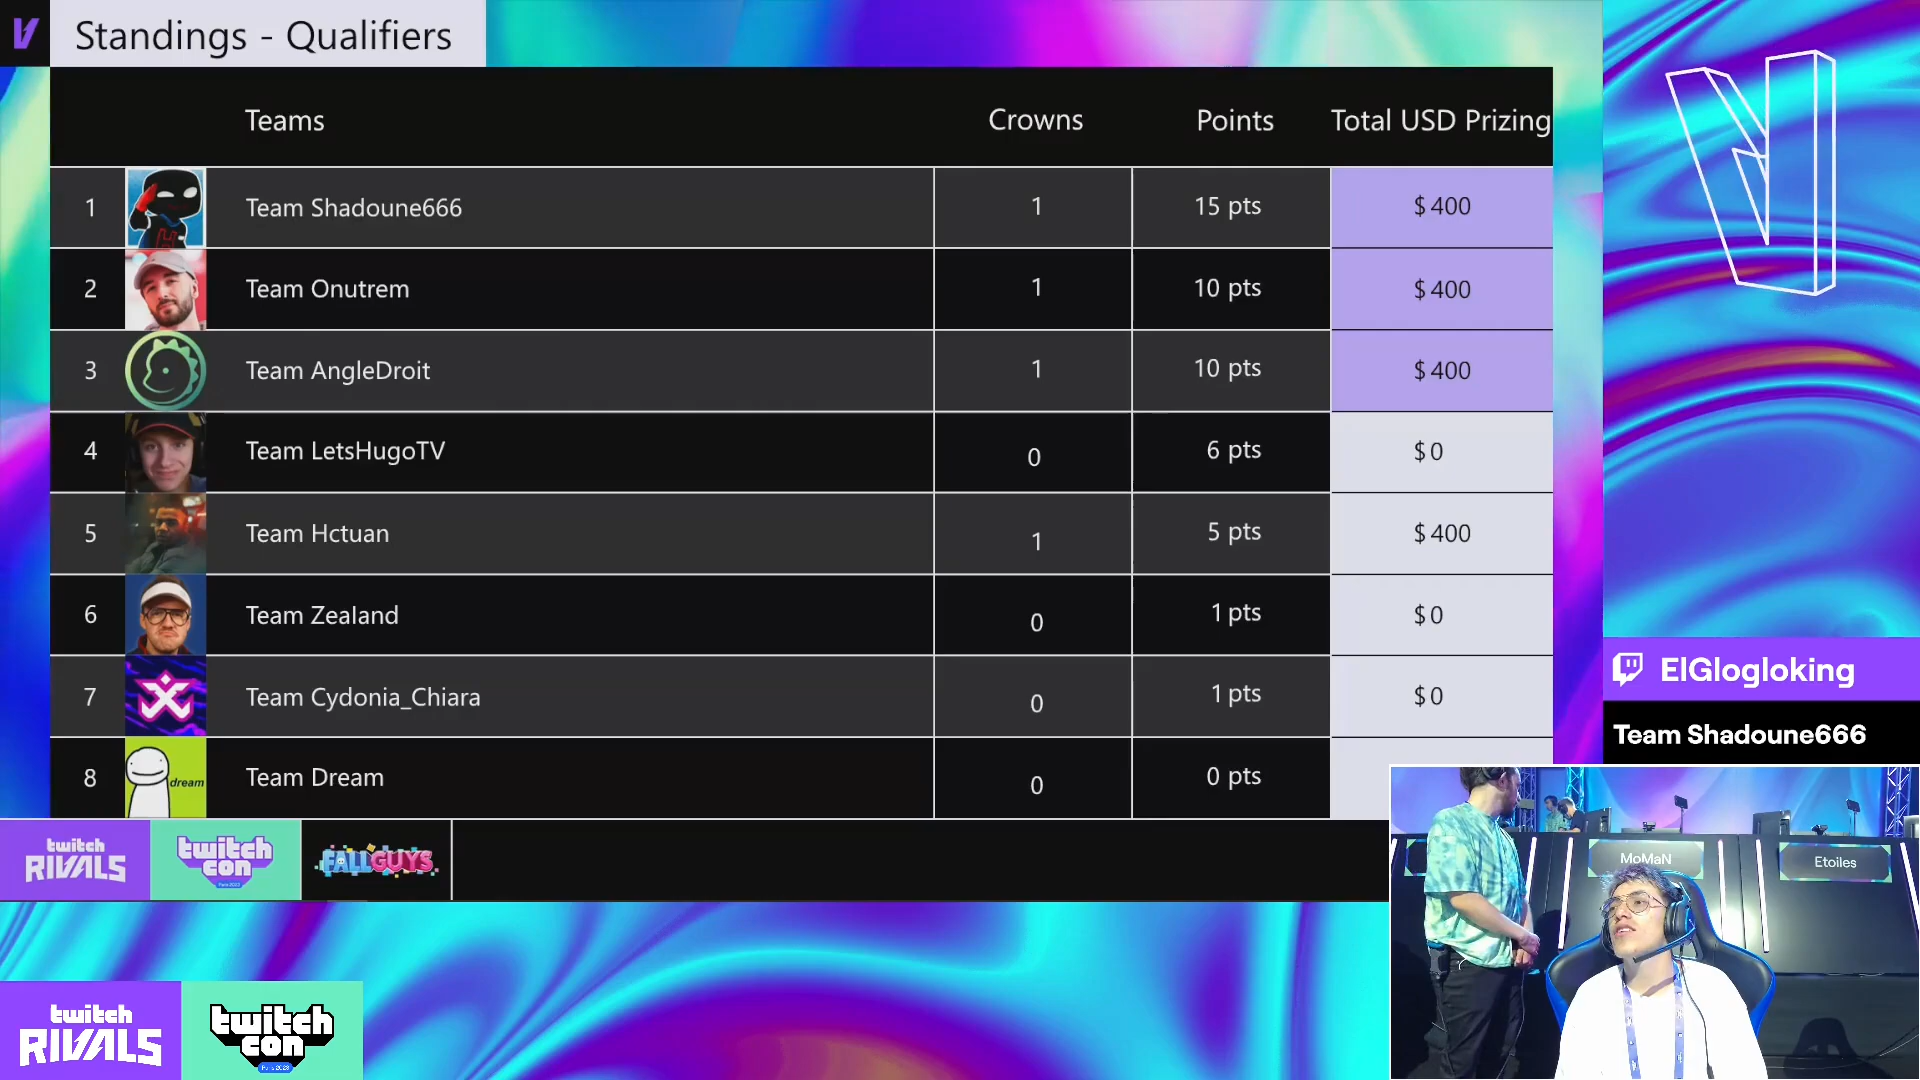 Standings - Qualifiers
Teams Crowns Points Total USD Prizing
1 Team Shadoune666 1 15 pts $ 400
2 Team Onutrem 1 10 pts $ 400
3 Team AngleDroit 1 10 pts $ 400
4 Team LetsHugoTV 0 6 pts $ 0
5 Team Hctuan 1 5 pts $ 400
6 Team Zealand 0 1 pts $ 0
7 Team Cydonia_Chiara 0 1 pts $ 0
8 dream Team Dream 0 0 pts
ElGlogloking
Team Shadoune666
MoMaN
Etoiles
twitch
RIVALS
twitch
con
Paris 2023
FALL GUYS
twitch
RIVALS
twitch
con
Paris 2023